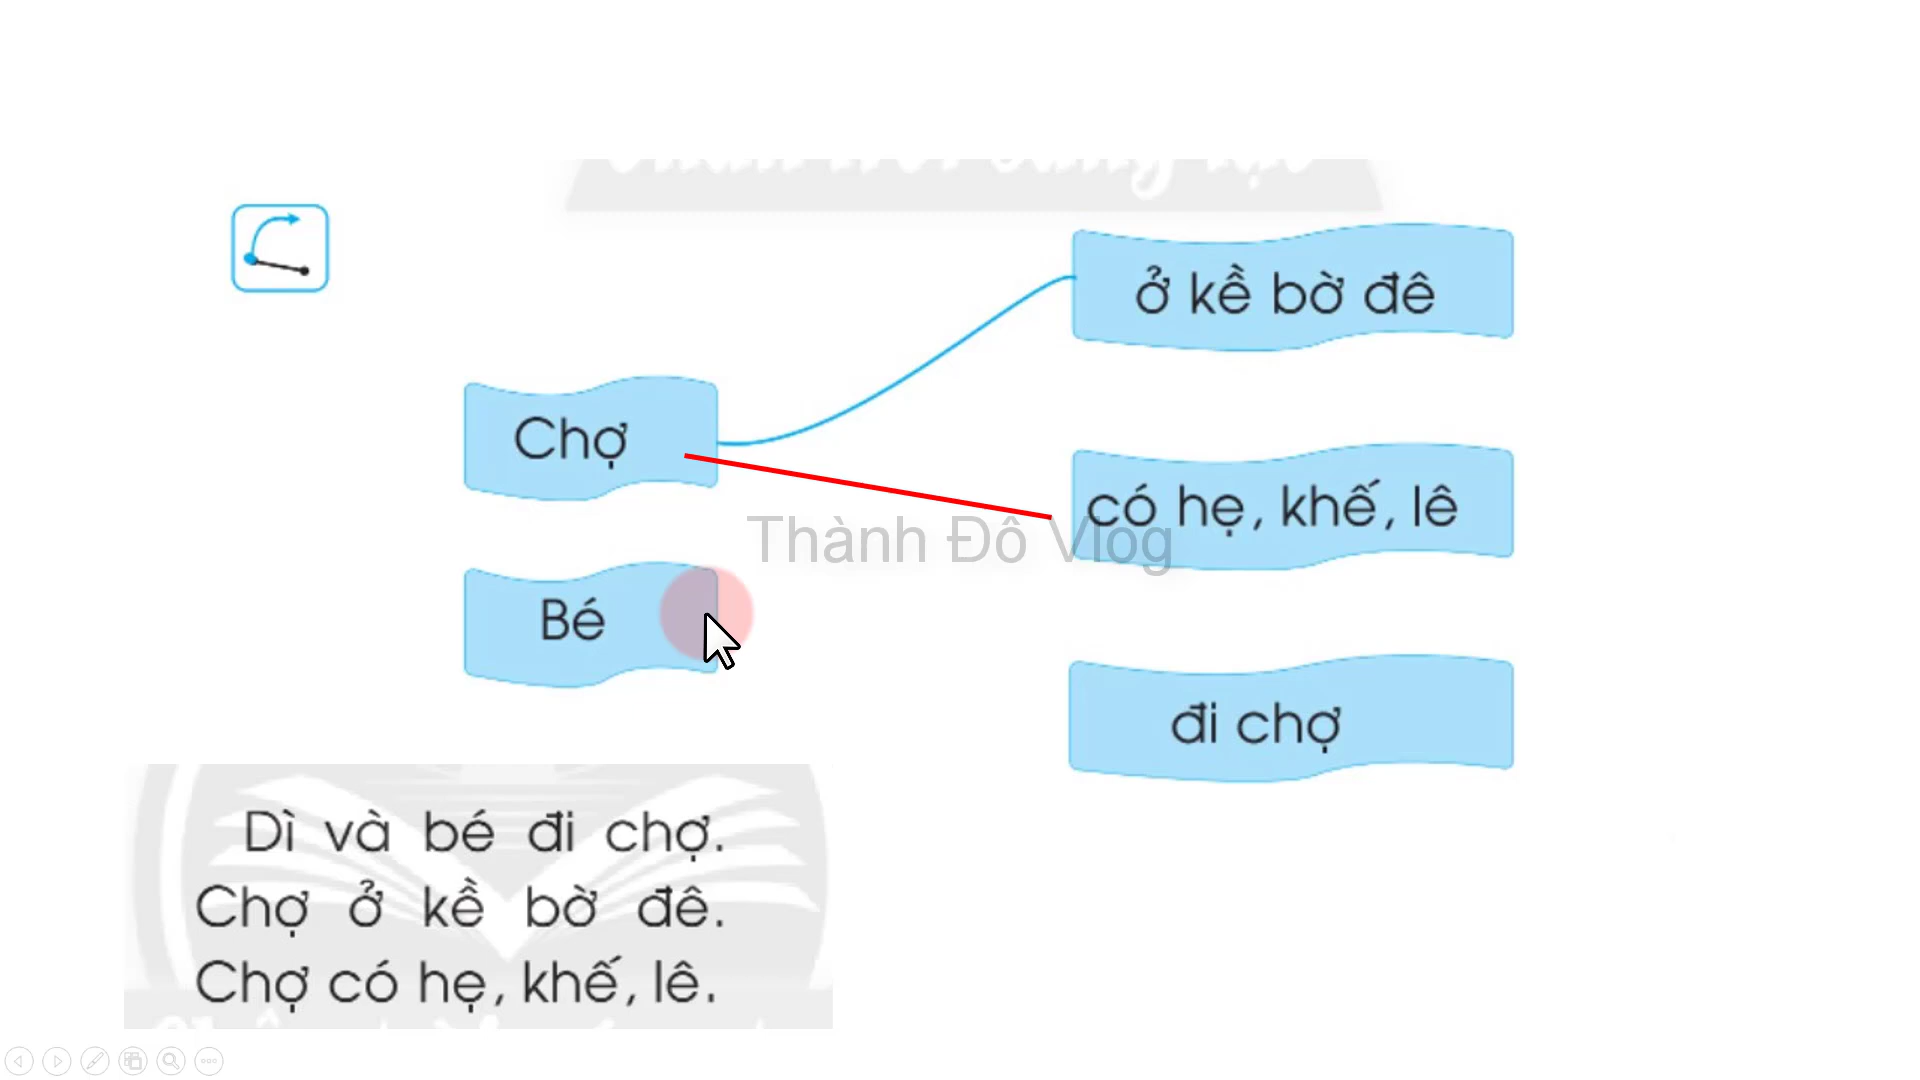 ở kề bờ đê
Chợ
có hẹ, khế, lê
Thành Đô Vlog
Bé
đi chợ
Dì và bé đi chợ.
Chợ ở kề bờ đê.
Chợ có hẹ, khế, lê.